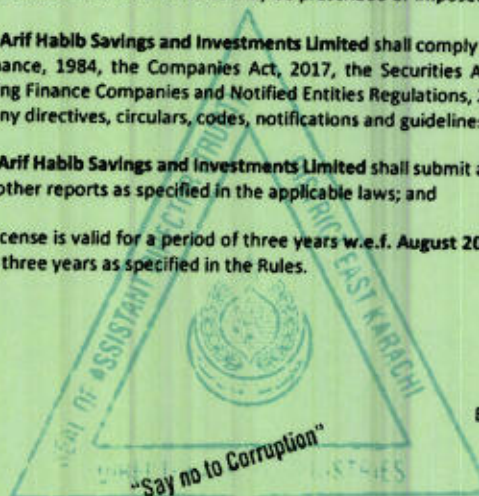 Arif Habib Savings and Investments Limited shall comply
nance, 1984, the Companies Act, 2017, the Securities A
ng Finance Companies and Notified Entities Regulations,
ny directives, circulars, codes, notifications and guideline
Arif Habib Savings and Investments Limited shall submit a
other reports as specified in the applicable laws; and
cense is valid for a period of three years w.e.f. August 20
three years as specified in the Rules.
OF ASSISTANT
DISTRICT EAST KARACHI
"Say no to Corruption"